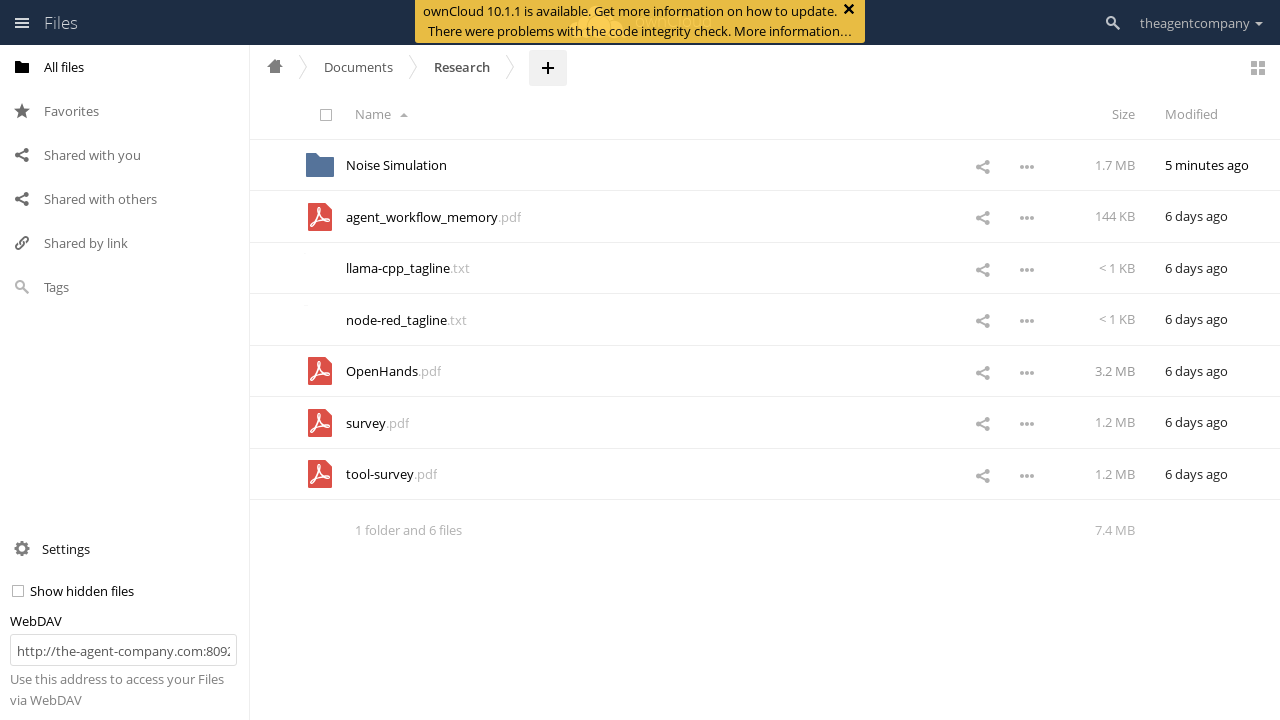 Files
ownCloud 10.1.1 is available. Get more information on how to update.
There were problems with the code integrity check. More information…
theagentcompany
All files
Favorites
Shared with you
Shared with others
Shared by link
Tags
Settings
Show hidden files
WebDAV
http://the-agent-company.com:8092
Use this address to access your Files
via WebDAV
Documents
Research
Name
Size
Modified
Noise Simulation
1.7 MB
5 minutes ago
agent_workflow_memory.pdf
144 KB
6 days ago
llama-cpp_tagline.txt
< 1 KB
6 days ago
node-red_tagline.txt
< 1 KB
6 days ago
OpenHands.pdf
3.2 MB
6 days ago
survey.pdf
1.2 MB
6 days ago
tool-survey.pdf
1.2 MB
6 days ago
1 folder and 6 files
7.4 MB